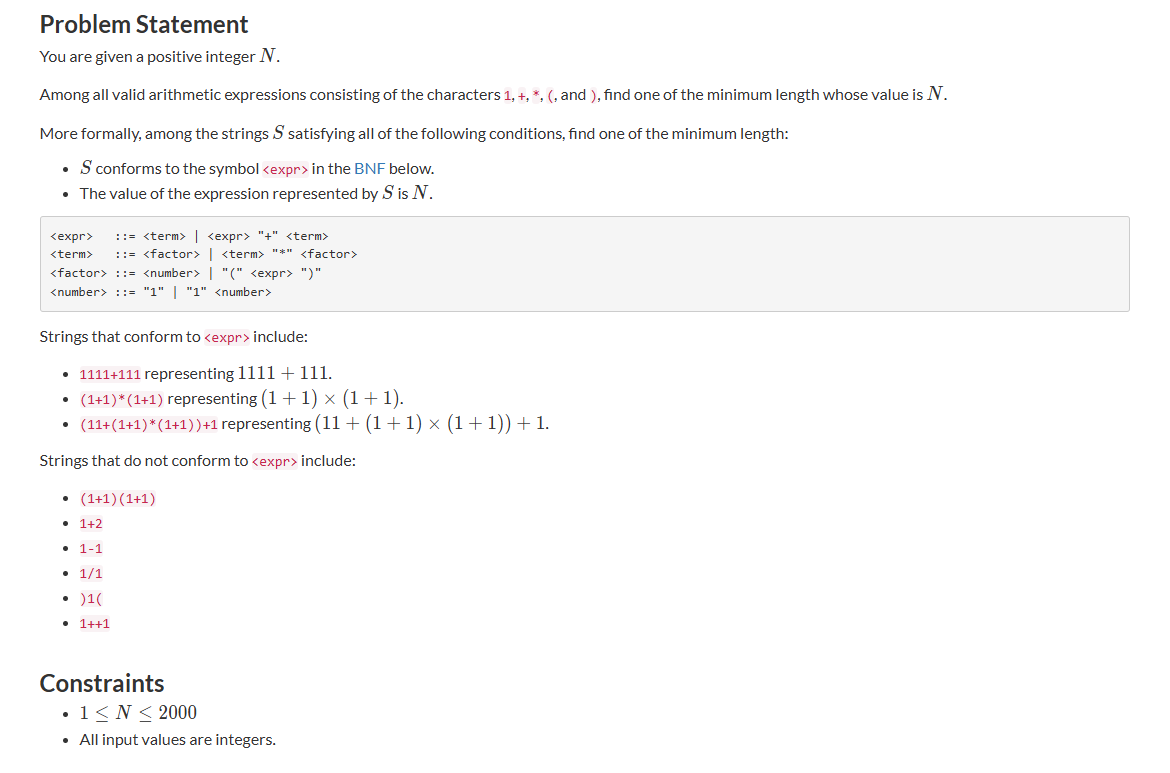 Problem Statement
You are given a positive integer N.
Among all valid arithmetic expressions consisting of the characters 1, +, *, (, and ), find one of the minimum length whose value is N.
More formally, among the strings S satisfying all of the following conditions, find one of the minimum length:
• S conforms to the symbol <expr> in the BNF below.
• The value of the expression represented by S is N.
<expr>   ::= <term> | <expr> "+" <term>
<term>   ::= <factor> | <term> "*" <factor>
<factor> ::= <number> | "(" <expr> ")"
<number> ::= "1" | "1" <number>
Strings that conform to <expr> include:
• 1111+111 representing 1111 + 111.
• (1+1)*(1+1) representing (1 + 1) × (1 + 1).
• (11+(1+1)*(1+1))+1 representing (11 + (1 + 1) × (1 + 1)) + 1.
Strings that do not conform to <expr> include:
• (1+1)(1+1)
• 1+2
• 1-1
• 1/1
• )1(
• 1++1
Constraints
• 1 ≤ N ≤ 2000
• All input values are integers.